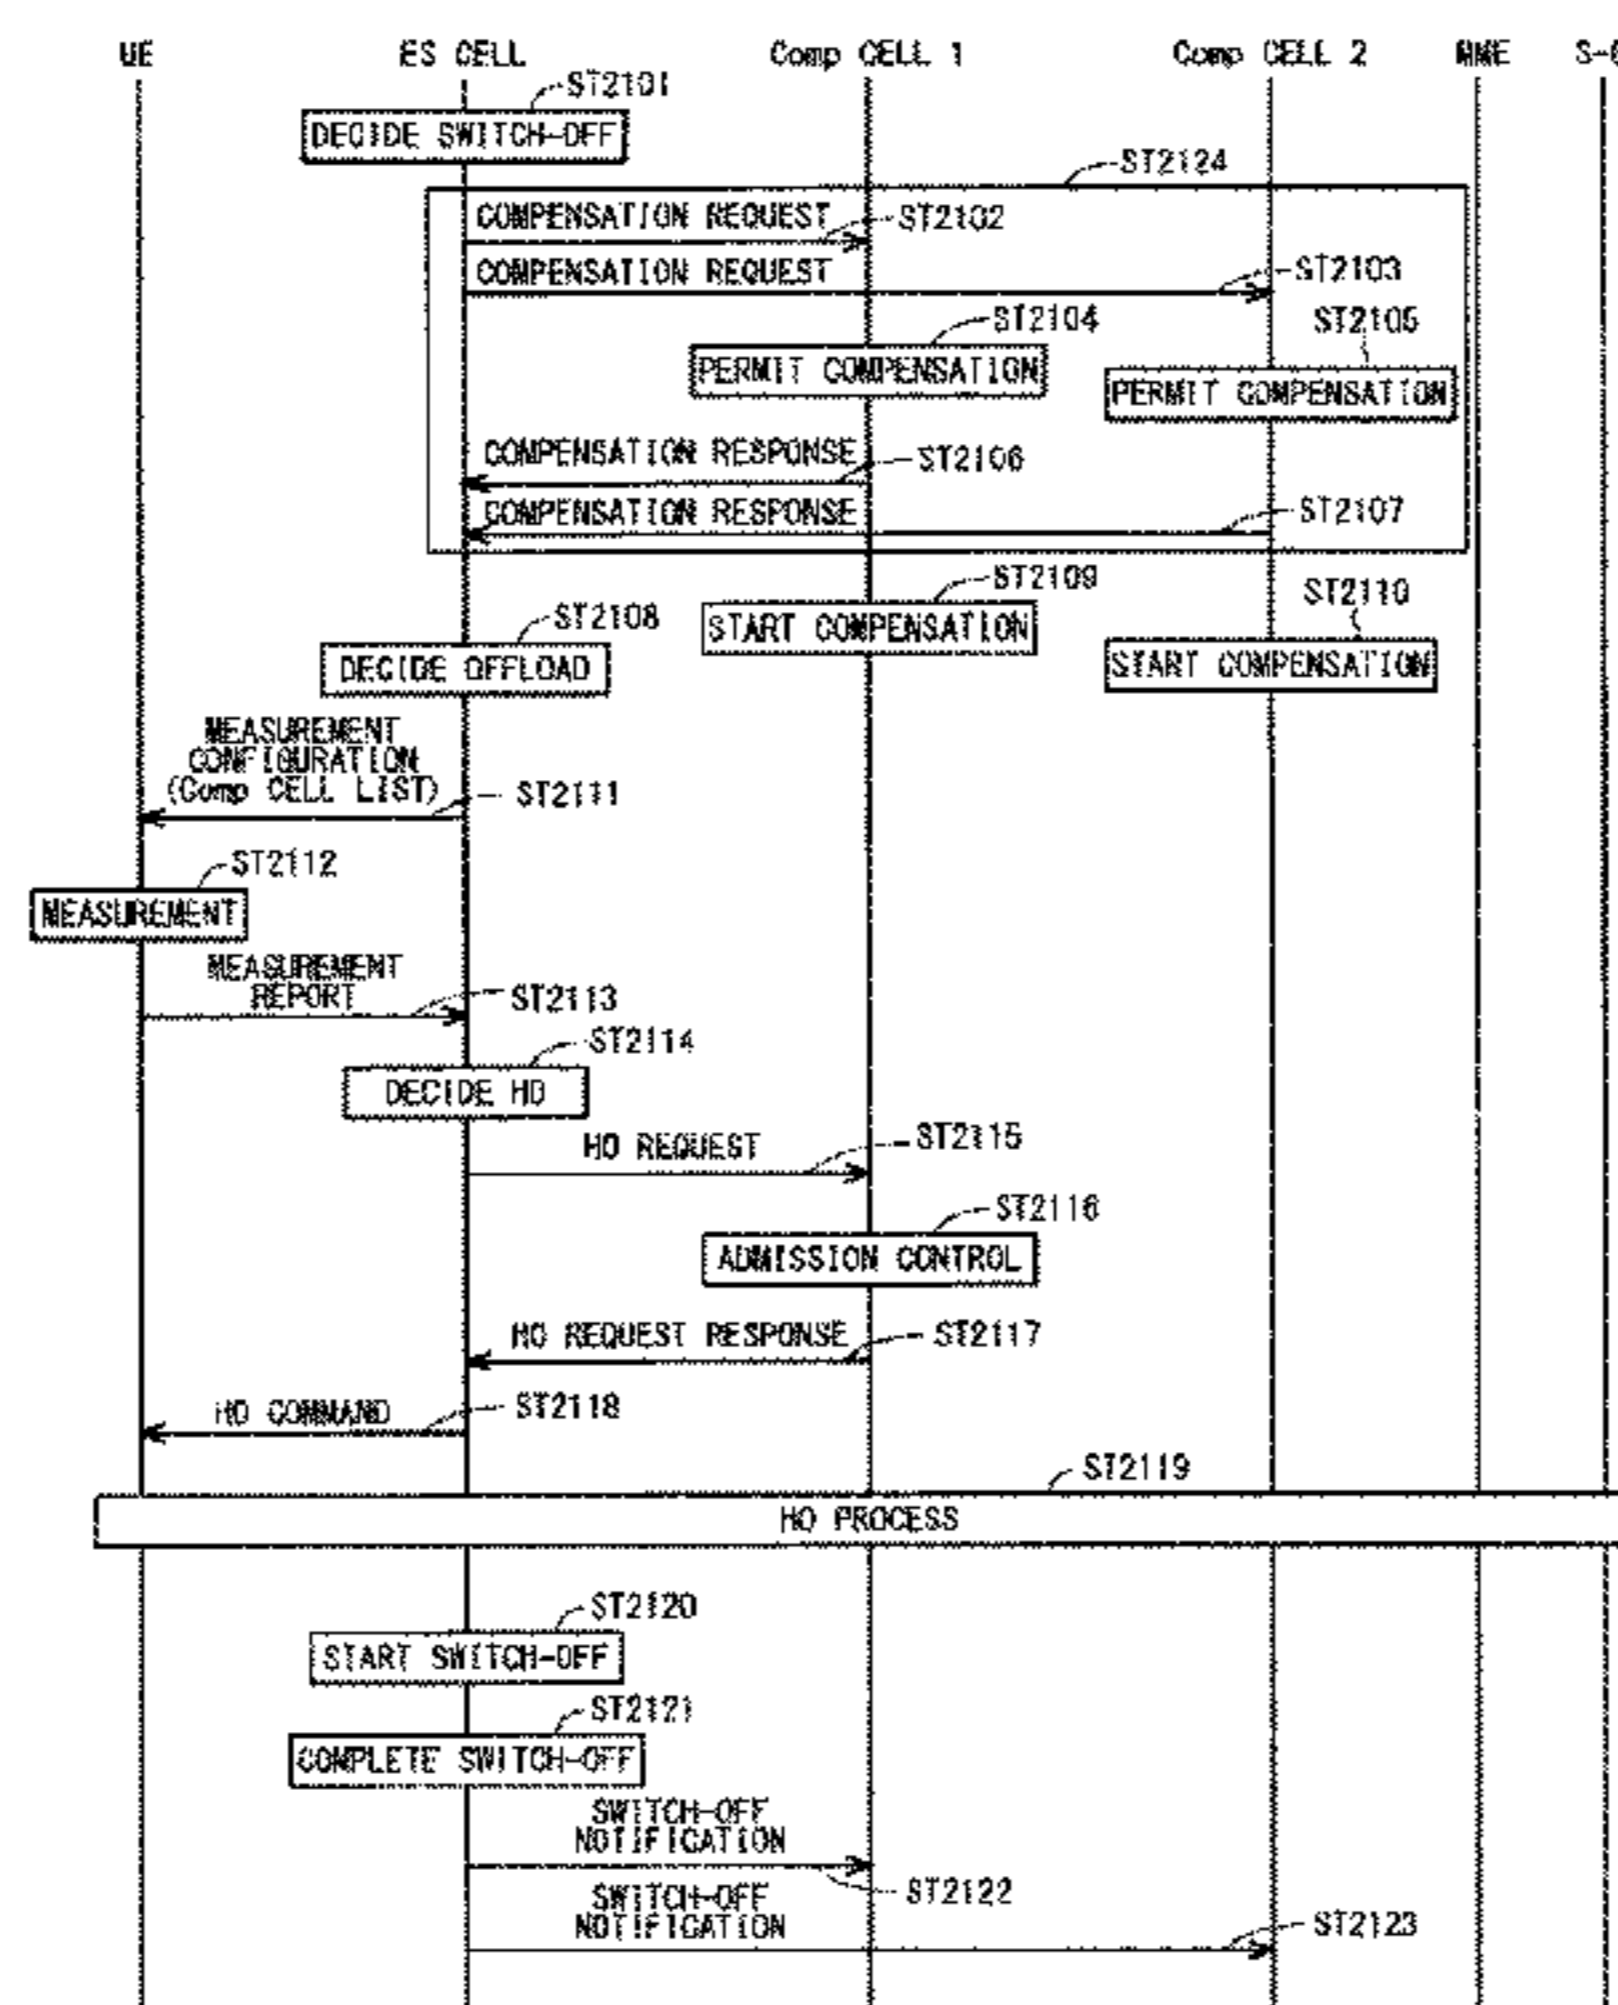 UE ES CELL Comp CELL 1 Comp CELL 2 MME
ST2101
DECIDE SWITCH-OFF
ST2124
COMPENSATION REQUEST ST2102
COMPENSATION REQUEST ST2103
ST2104 ST2105
PERMIT COMPENSATION
PERMIT COMPENSATION
COMPENSATION RESPONSE ST2106
COMPENSATION RESPONSE ST2107
ST2109 ST2110
ST2108
START COMPENSATION
DECIDE OFFLOAD START COMPENSATION
MEASUREMENT
CONFIGURATION
(Comp CELL LIST) ST2111
ST2112
MEASUREMENT
MEASUREMENT
REPORT ST2113
ST2114
DECIDE HO
HO REQUEST ST2115
ST2116
ADMISSION CONTROL
HO REQUEST RESPONSE ST2117
HO COMMAND ST2118
ST2119
HO PROCESS
ST2120
START SWITCH-OFF
ST2121
COMPLETE SWITCH-OFF
SWITCH-OFF
NOTIFICATION
ST2122
SWITCH-OFF
NOTIFICATION ST2123